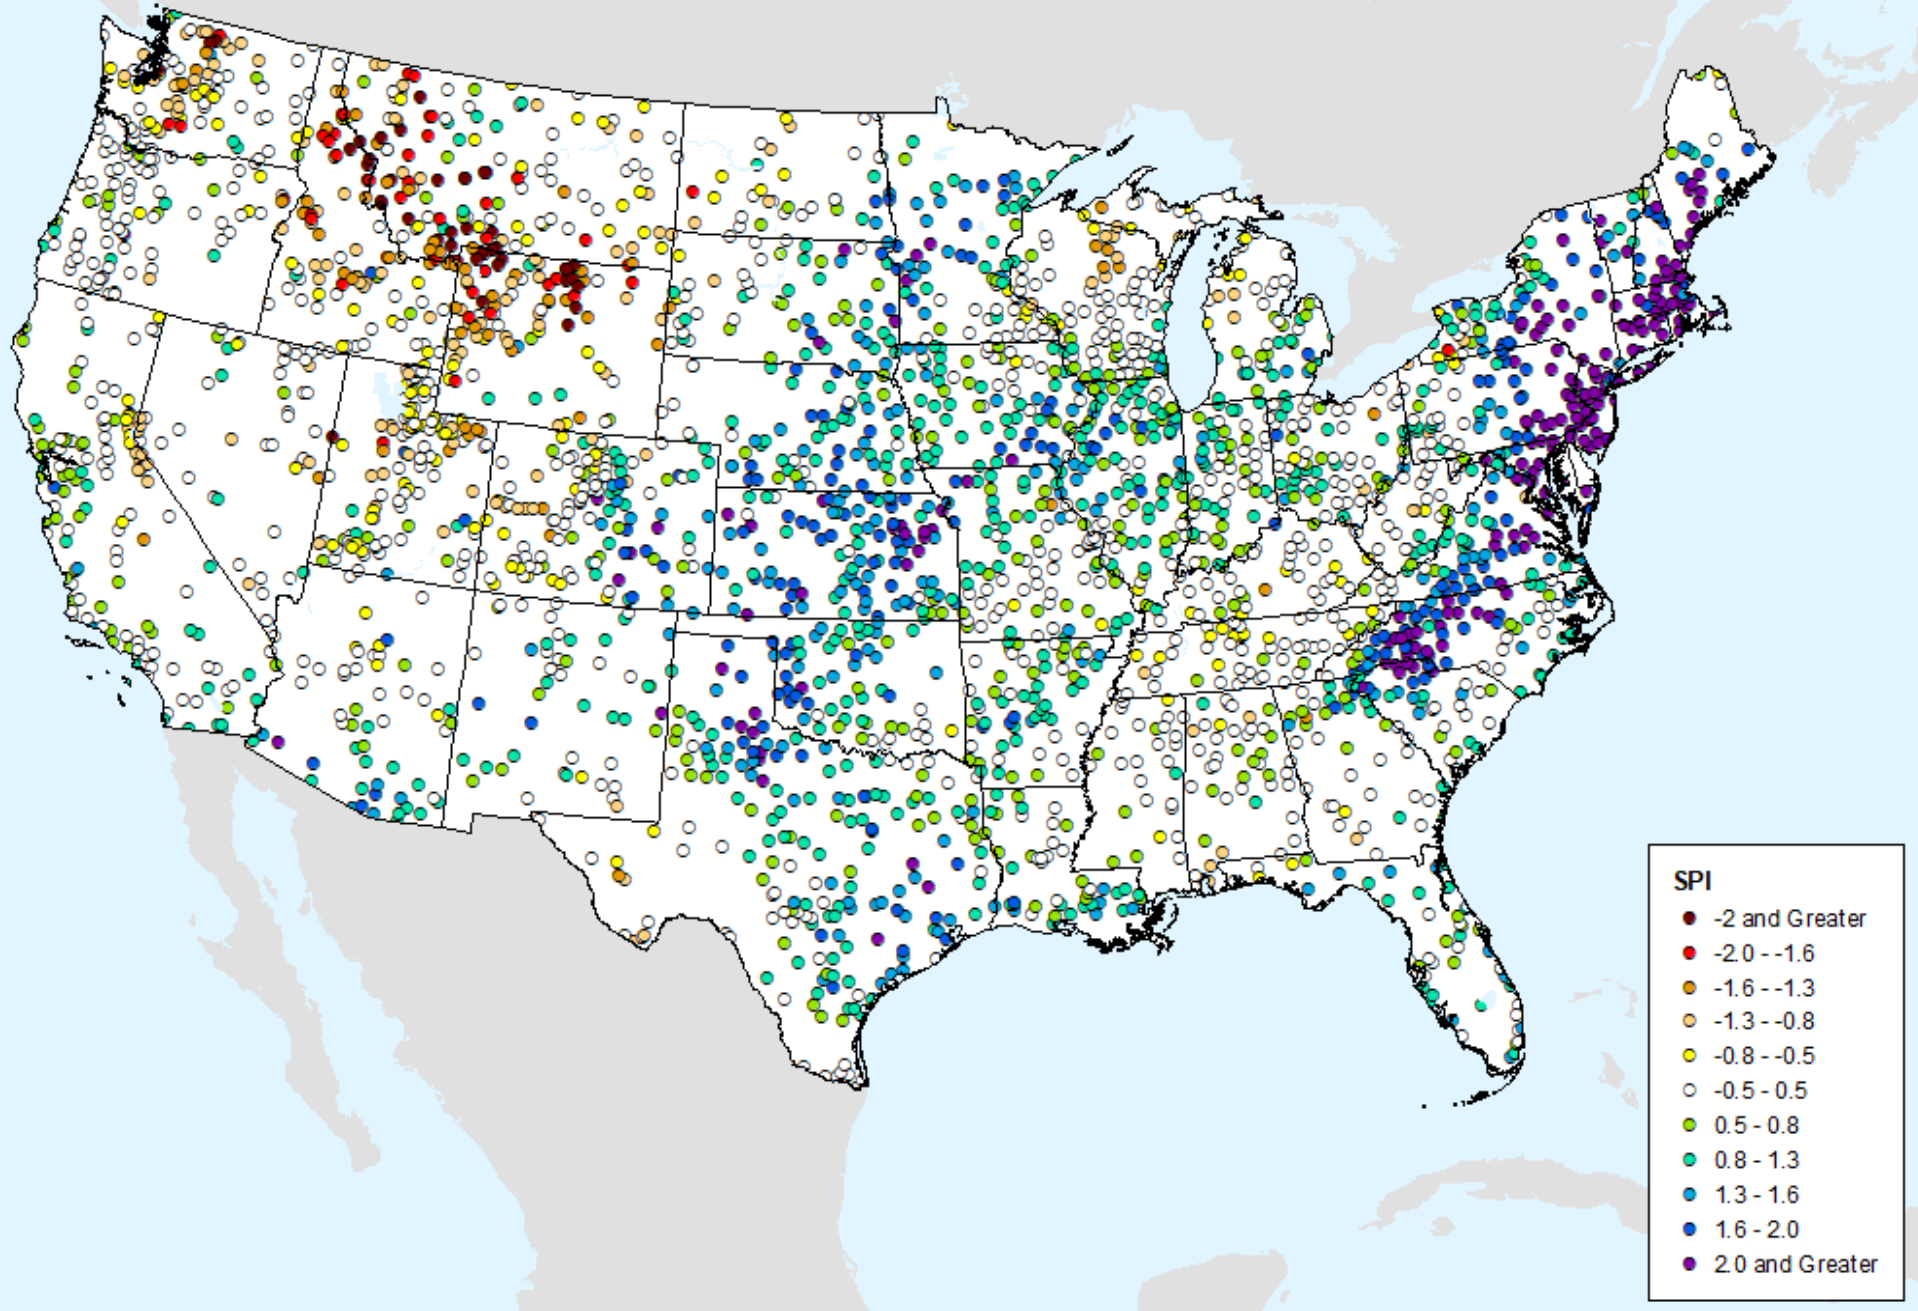 SPI
-2 and Greater
-2.0 - -1.6
-1.6 - -1.3
-1.3 - -0.8
-0.8 - -0.5
-0.5 - 0.5
0.5 - 0.8
0.8 - 1.3
1.3 - 1.6
1.6 - 2.0
2.0 and Greater